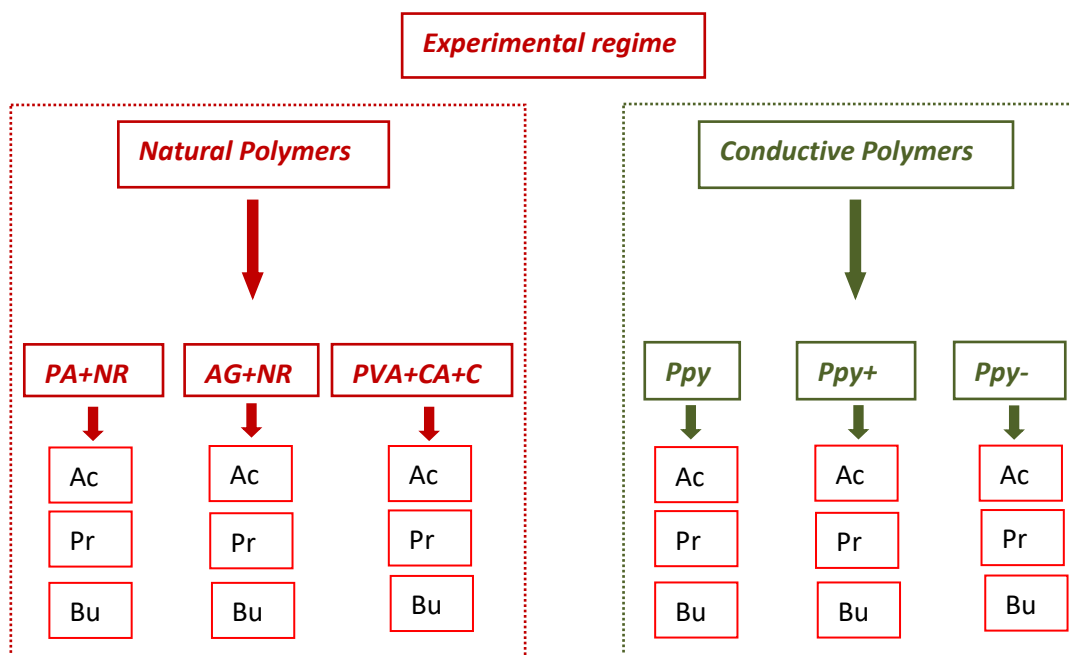 Experimental regime
Natural Polymers
Conductive Polymers
PA+NR
AG+NR
PVA+CA+C
Ppy
Ppy+
Ppy-
Ac
Ac
Ac
Ac
Ac
Ac
Pr
Pr
Pr
Pr
Pr
Pr
Bu
Bu
Bu
Bu
Bu
Bu